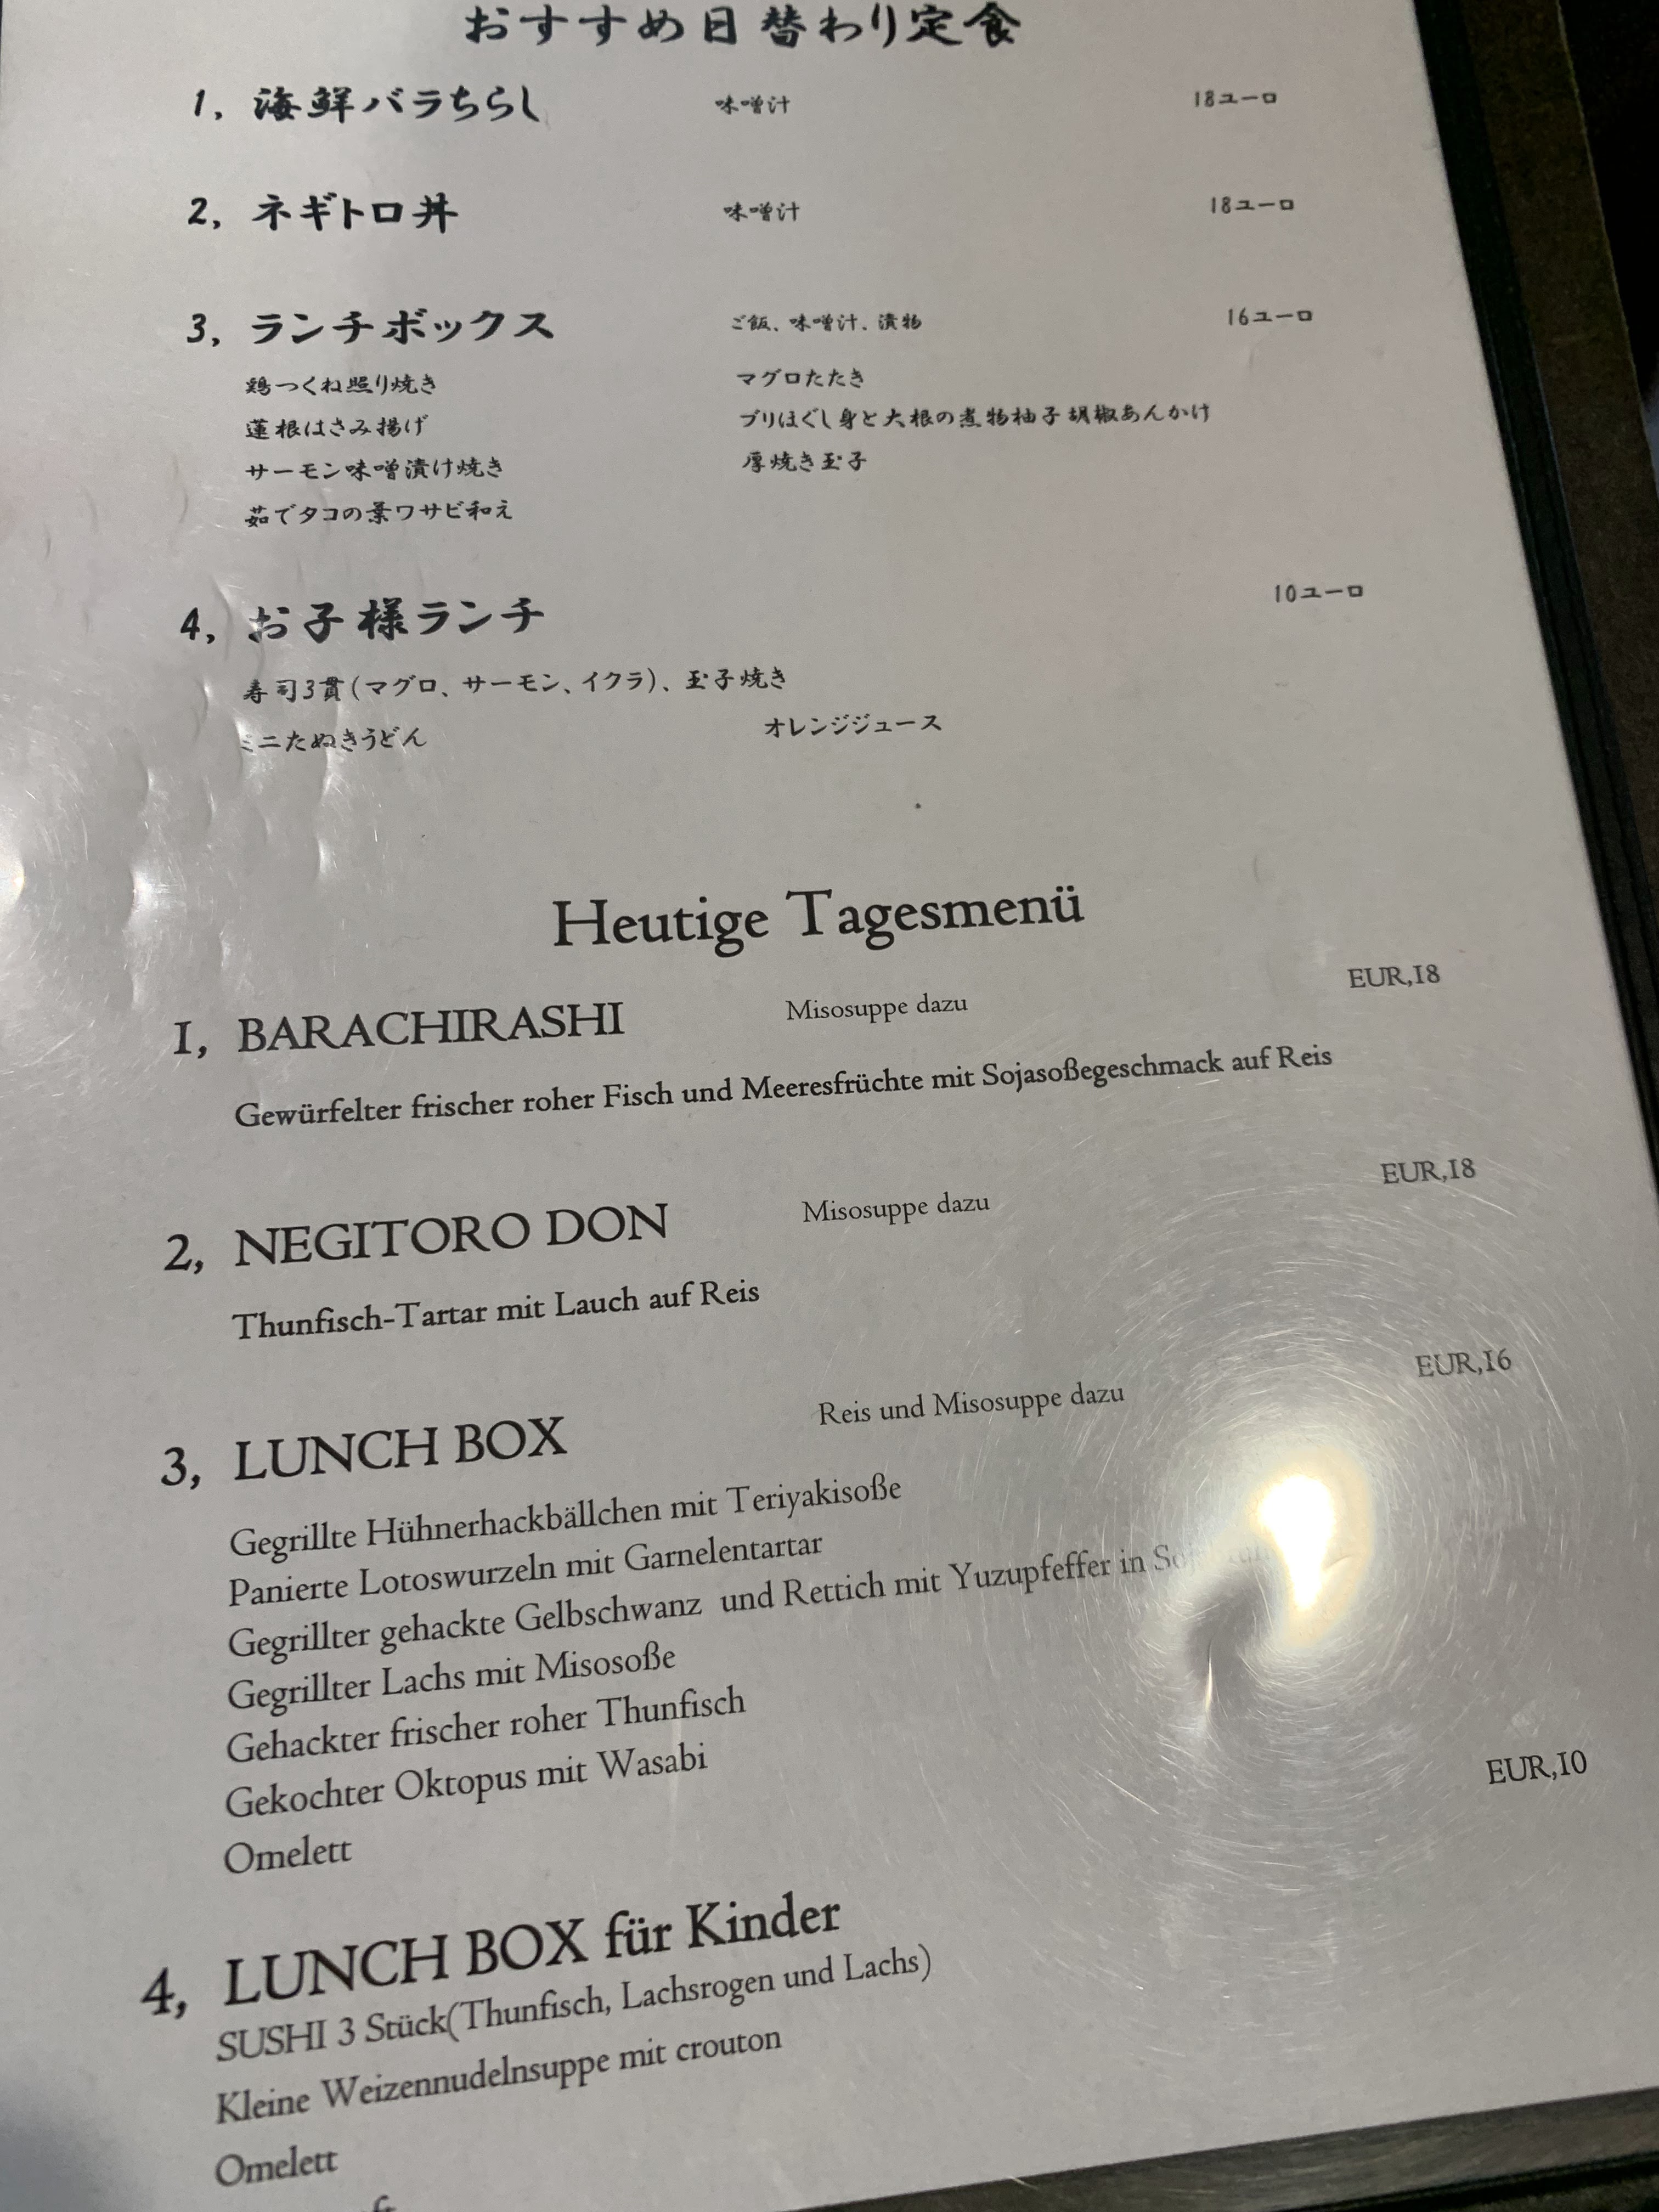 おすすめ日替わり定食
1, 海鮮バラちらし 味噌汁 18ユーロ
2, ネギトロ丼 味噌汁 18ユーロ
3, ランチボックス ご飯、味噌汁、漬物 16ユーロ
鶏つくね照り焼き マグロたたき
蓮根はさみ揚げ ブリほぐし身と大根の煮物柚子胡椒あんかけ
サーモン味噌漬け焼き 厚焼き玉子
茹でタコの葉ワサビ和え
4, お子様ランチ 10ユーロ
寿司3貫(マグロ、サーモン、イクラ)、玉子焼き
ミニたぬきうどん オレンジジュース
Heutige Tagesmenü
1, BARACHIRASHI Misosuppe dazu EUR,18
Gewürfelter frischer roher Fisch und Meeresfrüchte mit Sojasoßegeschmack auf Reis
2, NEGITORO DON Misosuppe dazu EUR,18
Thunfisch-Tartar mit Lauch auf Reis
3, LUNCH BOX Reis und Misosuppe dazu EUR,16
Gegrillte Hühnerhackbällchen mit Teriyakisoße
Panierte Lotoswurzeln mit Garnelentartar
Gegrillter gehackte Gelbschwanz und Rettich mit Yuzupfeffer in
Gegrillter Lachs mit Misosoße
Gehackter frischer roher Thunfisch
Gekochter Oktopus mit Wasabi
Omelett
4, LUNCH BOX für Kinder EUR,10
SUSHI 3 Stück(Thunfisch, Lachsrogen und Lachs)
Kleine Weizennudelnsuppe mit crouton
Omelett